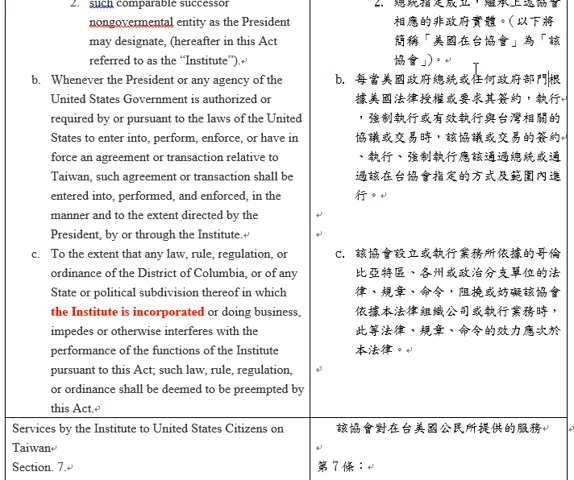 2. such comparable successor
nongovermental entity as the President
may designate, (hereafter in this Act
referred to as the “Institute”).
b. Whenever the President or any agency of the
United States Government is authorized or
required by or pursuant to the laws of the United
States to enter into, perform, enforce, or have in
force an agreement or transaction relative to
Taiwan, such agreement or transaction shall be
entered into, performed, and enforced, in the
manner and to the extent directed by the
President, by or through the Institute.
c. To the extent that any law, rule, regulation, or
ordinance of the District of Columbia, or of any
State or political subdivision thereof in which
the Institute is incorporated or doing business,
impedes or otherwise interferes with the
performance of the functions of the Institute
pursuant to this Act; such law, rule, regulation,
or ordinance shall be deemed to be preempted by
this Act.
2. 總統指定成立，繼承上述協會
相應的非政府實體。(以下將
簡稱「美國在台協會」為「該
協會」)。
b. 每當美國政府總統或任何政府部門根
據美國法律授權或要求其簽約，執行
，強制執行或有效執行與台灣相關的
協議或交易時，該協議或交易的簽約
、執行、強制執行應該通過總統或通
過該在台協會指定的方式及範圍內進
行。
c. 該協會設立或執行業務所依據的哥倫
比亞特區、各州或政治分支單位的法
律、規章、命令，阻撓或妨礙該協會
依據本法律組織公司或執行業務時，
此等法律、規章、命令的效力應次於
本法律。
Services by the Institute to United States Citizens on
Taiwan
Section. 7.
該協會對在台美國公民所提供的服務
第 7 條：